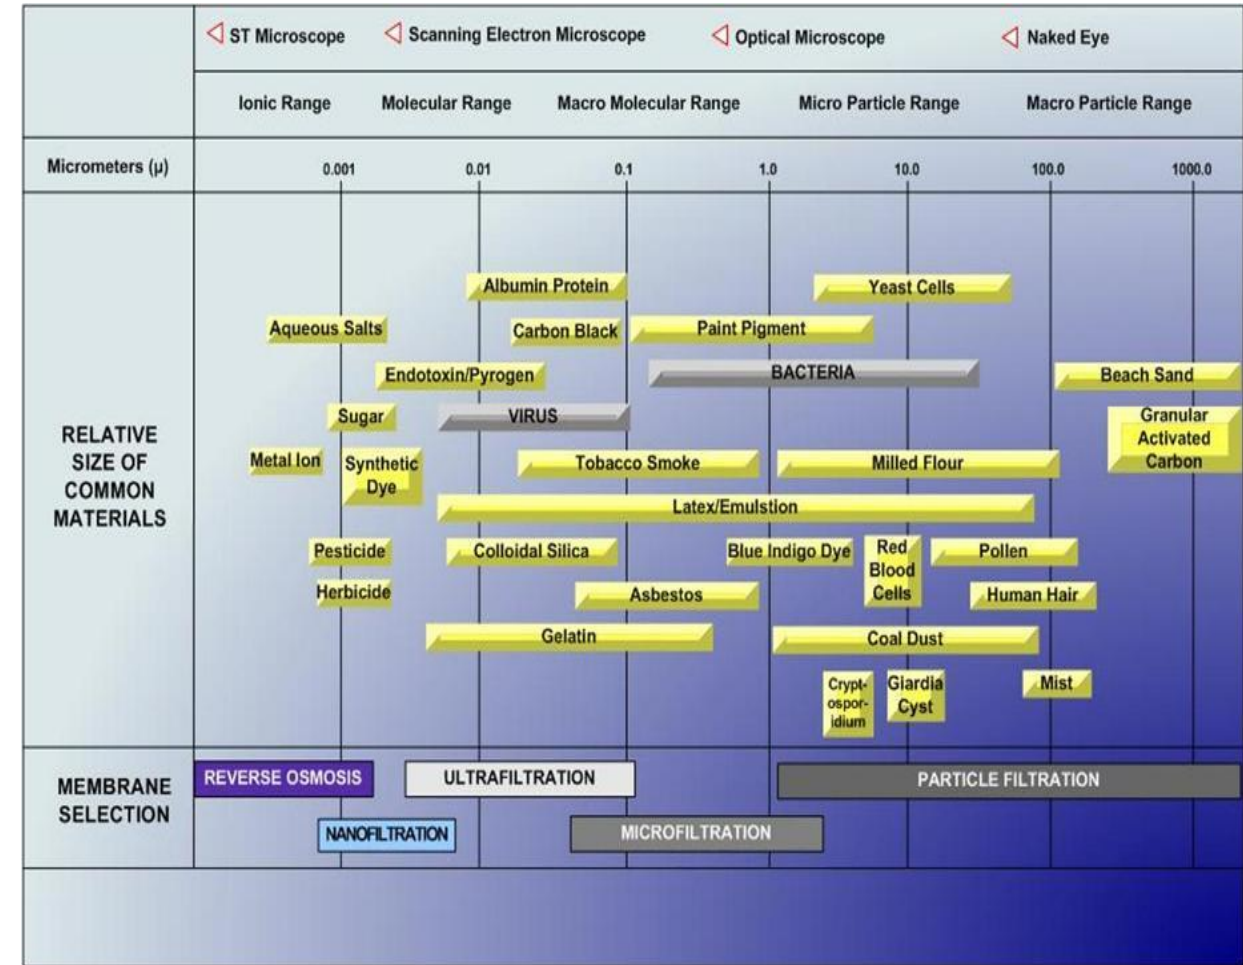 ST Microscope
Scanning Electron Microscope
Optical Microscope
Naked Eye
Ionic Range
Molecular Range
Macro Molecular Range
Micro Particle Range
Macro Particle Range
Micrometers (μ)
0.001
0.01
0.1
1.0
10.0
100.0
1000.0
RELATIVE
SIZE OF
COMMON
MATERIALS
Albumin Protein
Yeast Cells
Aqueous Salts
Carbon Black
Paint Pigment
Endotoxin/Pyrogen
BACTERIA
Beach Sand
Sugar
VIRUS
Granular
Activated
Carbon
Metal Ion
Synthetic
Dye
Tobacco Smoke
Milled Flour
Latex/Emulstion
Pesticide
Colloidal Silica
Blue Indigo Dye
Red
Blood
Cells
Pollen
Herbicide
Asbestos
Human Hair
Gelatin
Coal Dust
Crypt-
ospor-
idium
Giardia
Cyst
Mist
MEMBRANE
SELECTION
REVERSE OSMOSIS
ULTRAFILTRATION
PARTICLE FILTRATION
NANOFILTRATION
MICROFILTRATION